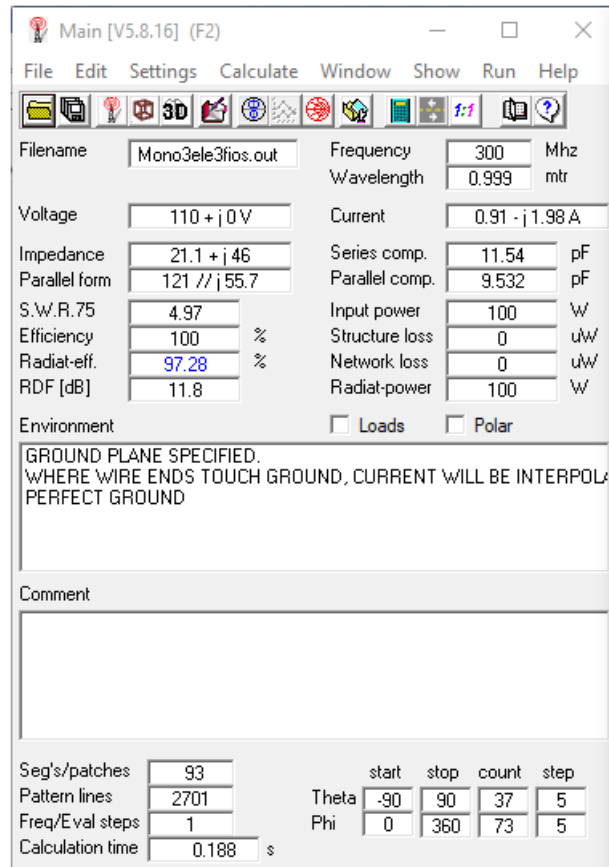 Main [V5.8.16] (F2)
File Edit Settings Calculate Window Show Run Help
3D 1:1 ?
Filename Mono3ele3fios.out Frequency 300 Mhz
Wavelength 0.999 mtr
Voltage 110 + j 0 V Current 0.91 - j 1.98 A
Impedance 21.1 + j 46 Series comp. 11.54 pF
Parallel form 121 // j 55.7 Parallel comp. 9.532 pF
S.W.R.75 4.97 Input power 100 W
Efficiency 100 % Structure loss 0 uW
Radiat-eff. 97.28 % Network loss 0 uW
RDF [dB] 11.8 Radiat-power 100 W
Environment Loads Polar
GROUND PLANE SPECIFIED.
WHERE WIRE ENDS TOUCH GROUND, CURRENT WILL BE INTERPOLA
PERFECT GROUND
Comment
Seg's/patches 93 start stop count step
Pattern lines 2701 Theta -90 90 37 5
Freq/Eval steps 1 Phi 0 360 73 5
Calculation time 0.188 s